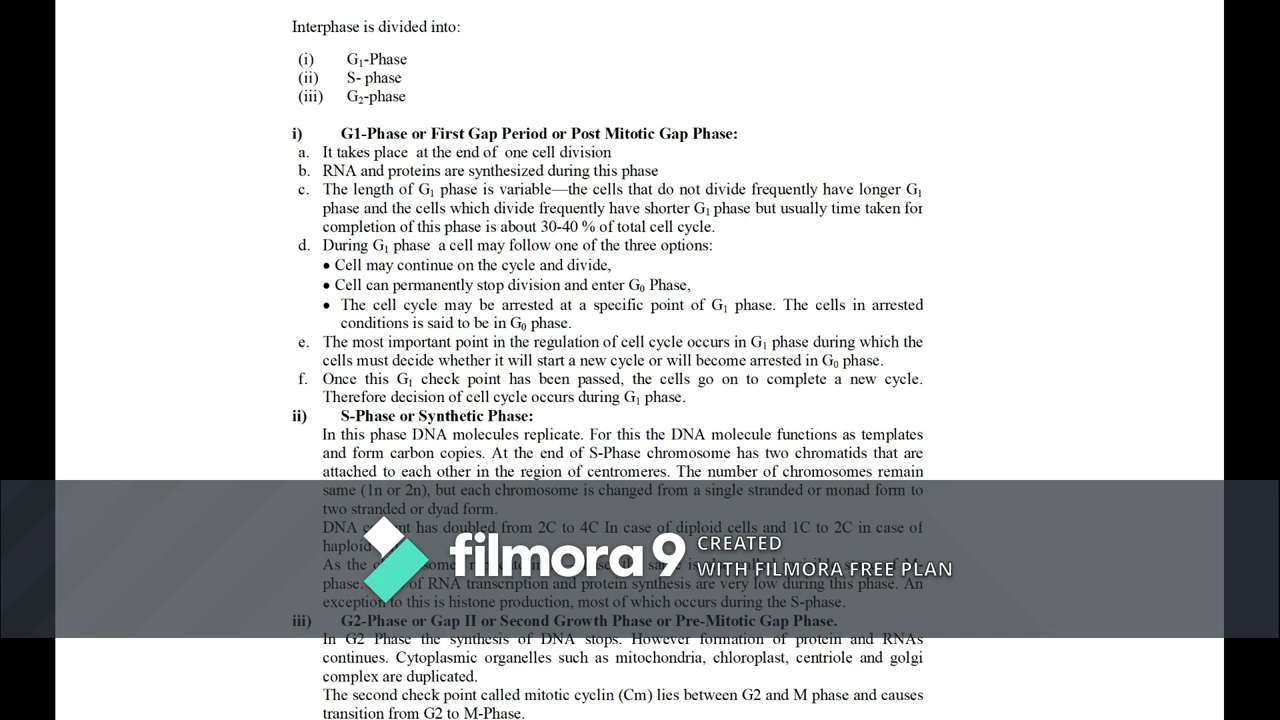 Interphase is divided into:
(i) G₁-Phase
(ii) S- phase
(iii) G₂-phase
i) G1-Phase or First Gap Period or Post Mitotic Gap Phase:
a. It takes place at the end of one cell division
b. RNA and proteins are synthesized during this phase
c. The length of G₁ phase is variable—the cells that do not divide frequently have longer G₁
phase and the cells which divide frequently have shorter G₁ phase but usually time taken for
completion of this phase is about 30-40 % of total cell cycle.
d. During G₁ phase a cell may follow one of the three options:
• Cell may continue on the cycle and divide,
• Cell can permanently stop division and enter G₀ Phase,
• The cell cycle may be arrested at a specific point of G₁ phase. The cells in arrested
conditions is said to be in G₀ phase.
e. The most important point in the regulation of cell cycle occurs in G₁ phase during which the
cells must decide whether it will start a new cycle or will become arrested in G₀ phase.
f. Once this G₁ check point has been passed, the cells go on to complete a new cycle.
Therefore decision of cell cycle occurs during G₁ phase.
ii) S-Phase or Synthetic Phase:
In this phase DNA molecules replicate. For this the DNA molecule functions as templates
and form carbon copies. At the end of S-Phase chromosome has two chromatids that are
attached to each other in the region of centromeres. The number of chromosomes remain
same (1n or 2n), but each chromosome is changed from a single stranded or monad form to
two stranded or dyad form.
DNA has doubled from 2C to 4C In case of diploid cells and 1C to 2C in case of
haploid
As the
phase. of RNA transcription and protein synthesis are very low during this phase. An
exception to this is histone production, most of which occurs during the S-phase.
filmora 9 CREATED
WITH FILMORA FREE PLAN
iii) G2-Phase or Gap II or Second Growth Phase or Pre-Mitotic Gap Phase.
In G2 Phase the synthesis of DNA stops. However formation of protein and RNAs
continues. Cytoplasmic organelles such as mitochondria, chloroplast, centriole and golgi
complex are duplicated.
The second check point called mitotic cyclin (Cm) lies between G2 and M phase and causes
transition from G2 to M-Phase.